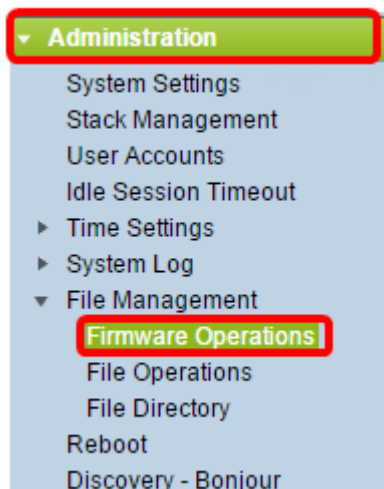 Administration
System Settings
Stack Management
User Accounts
Idle Session Timeout
Time Settings
System Log
File Management
Firmware Operations
File Operations
File Directory
Reboot
Discovery - Bonjour